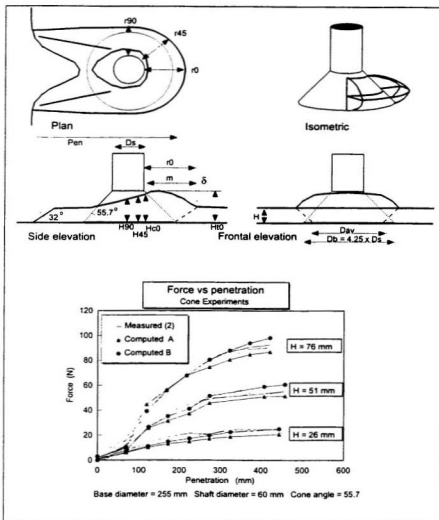 r90
r45
r0
Plan
Isometric
Pen
Ds
r0
m
δ
32°
55.7°
H90
H45
Hc0
Ht0
H
Side elevation
Frontal elevation
Dav
Db = 4.25 x Ds
Force vs penetration
Cone Experiments
Measured (2)
Computed A
Computed B
H = 76 mm
H = 51 mm
H = 26 mm
Force (N)
120
100
80
60
40
20
0
0 100 200 300 400 500 600
Penetration (mm)
Base diameter = 255 mm Shaft diameter = 60 mm Cone angle = 55.7